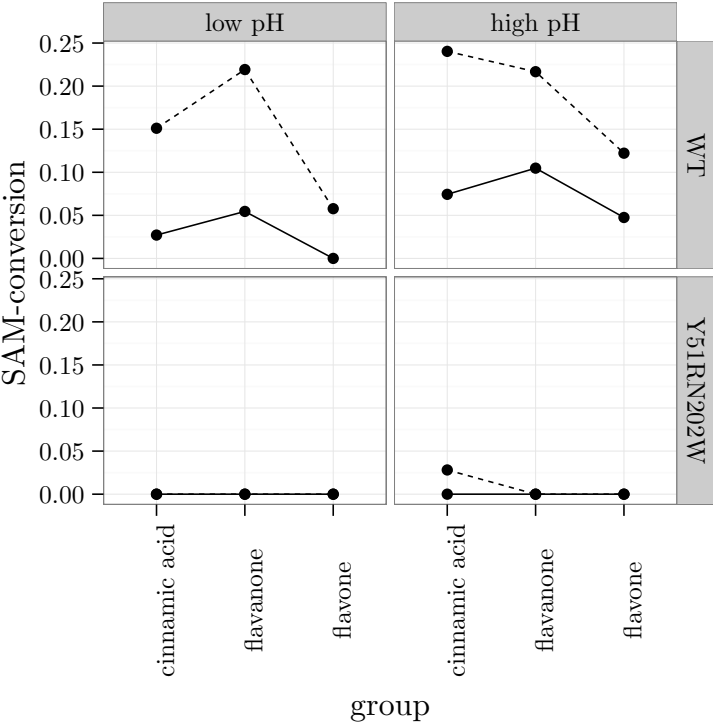 low pH
high pH
0.25
0.20
0.15
0.10
0.05
0.00
WT
SAM-conversion
0.25
0.20
0.15
0.10
0.05
0.00
Y51RN202W
cinnamic acid
flavanone
flavone
cinnamic acid
flavanone
flavone
group